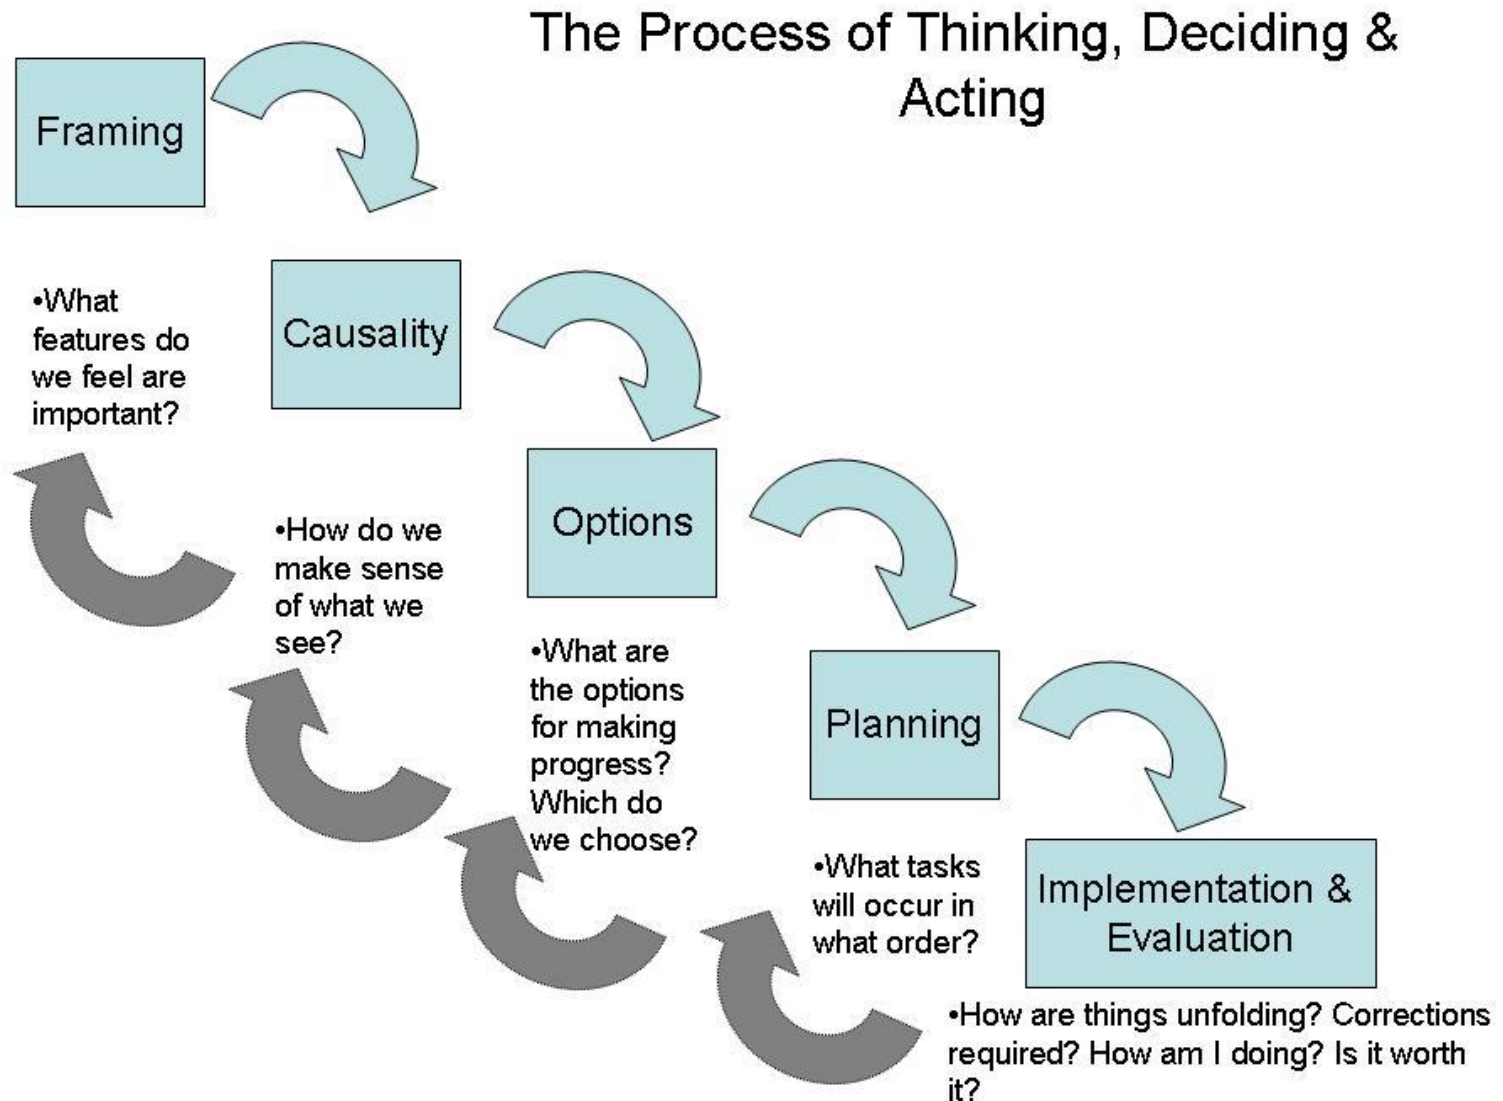 The Process of Thinking, Deciding &
Acting
Framing
•What
features do
we feel are
important?
Causality
•How do we
make sense
of what we
see?
Options
•What are
the options
for making
progress?
Which do
we choose?
Planning
•What tasks
will occur in
what order?
Implementation &
Evaluation
•How are things unfolding? Corrections
required? How am I doing? Is it worth
it?